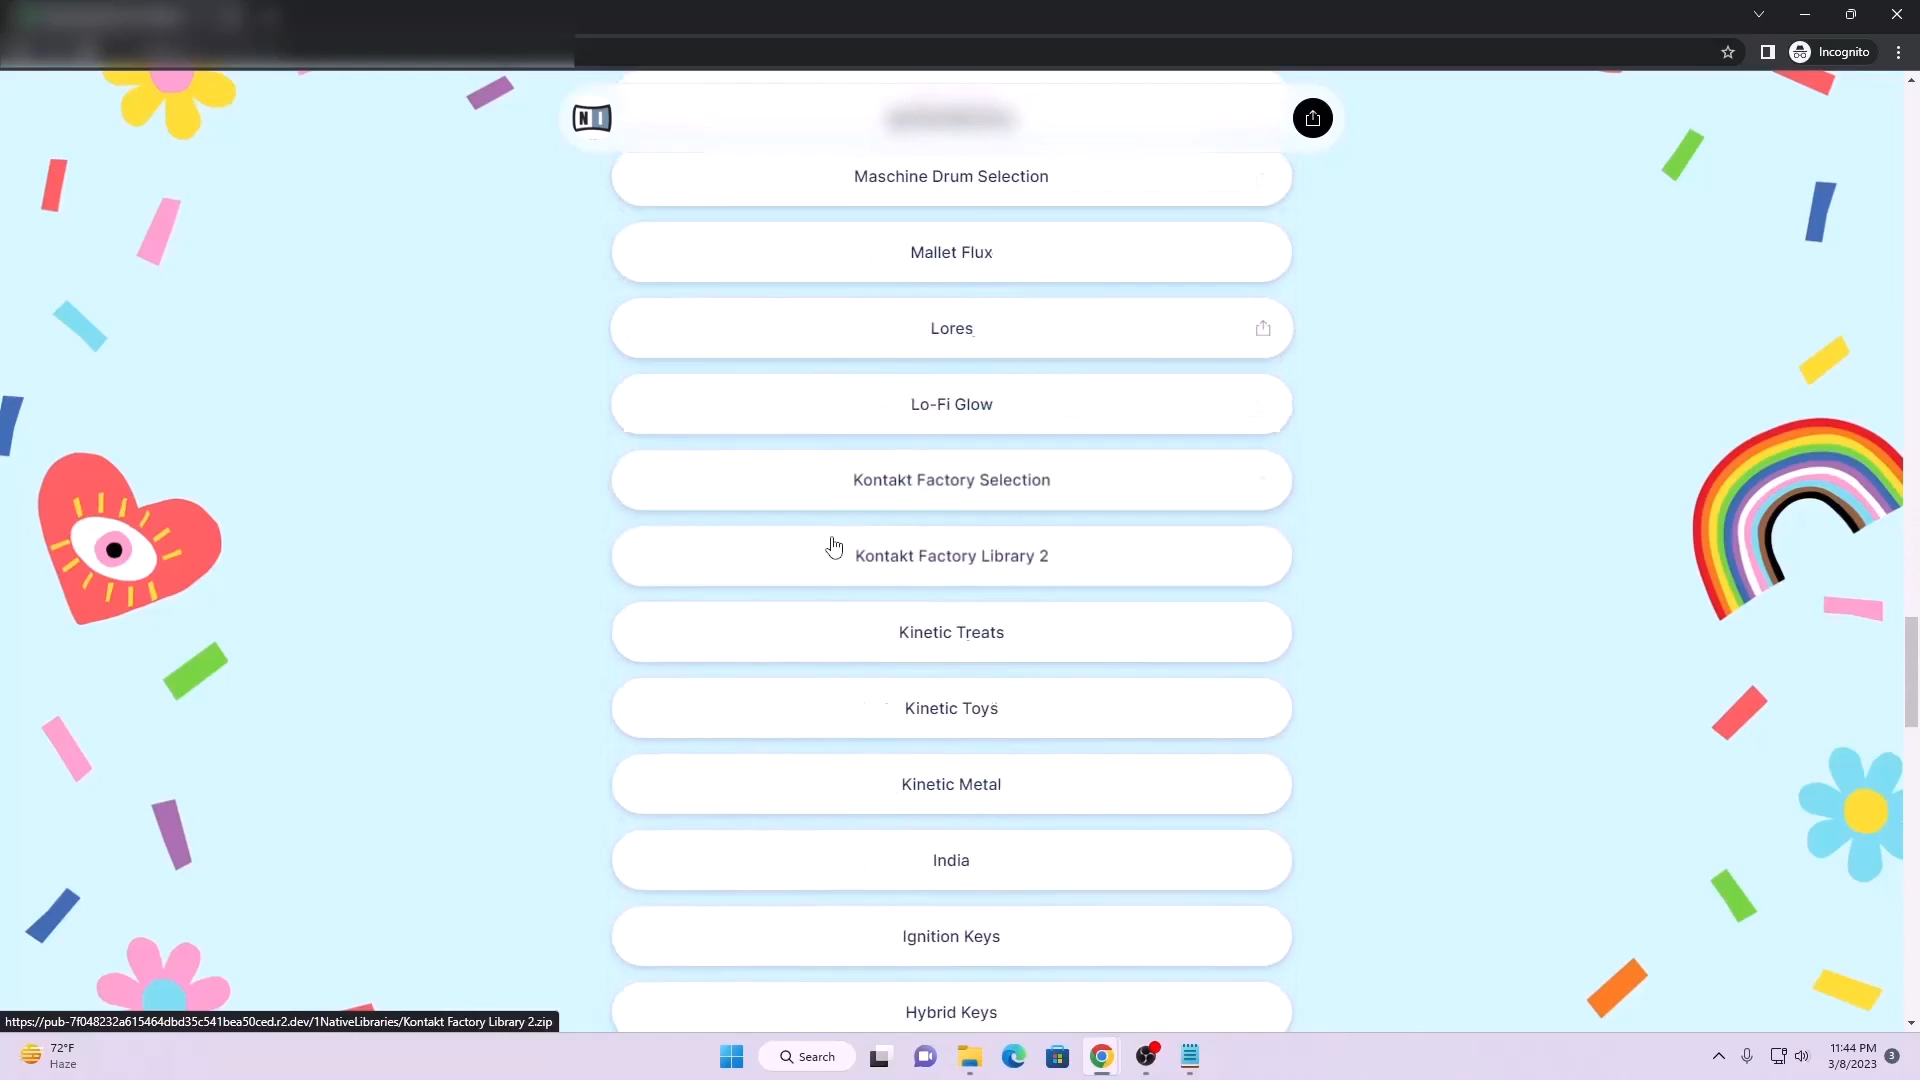 Incognito
NI
Maschine Drum Selection
Mallet Flux
Lores
Lo-Fi Glow
Kontakt Factory Selection
Kontakt Factory Library 2
Kinetic Treats
Kinetic Toys
Kinetic Metal
India
Ignition Keys
Hybrid Keys
https://pub-7f048232a615464dbd35c541bea50ced.r2.dev/1NativeLibraries/Kontakt Factory Library 2.zip
72°F
Haze
Search
11:44 PM
3/8/2023
3